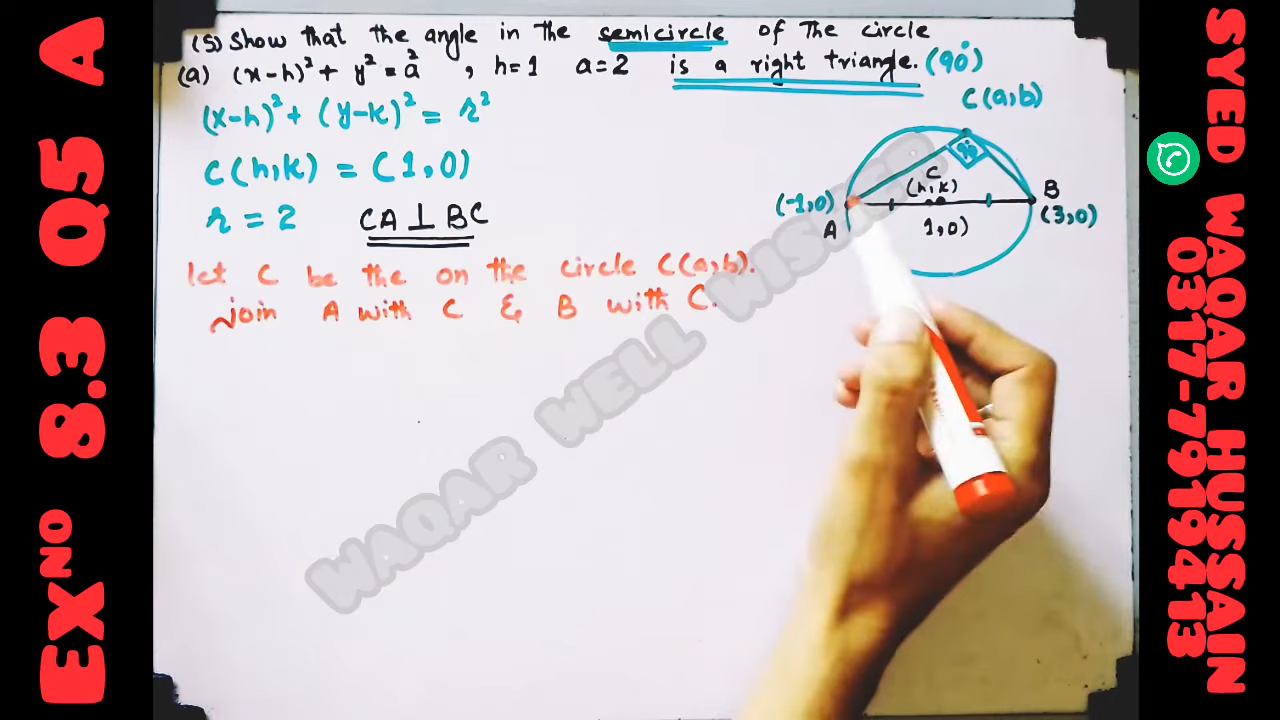 (5) Show that the angle in the semicircle of the circle
(a) (x-h)² + y² = a² , h=1 a=2 is a right triangle. (90°)
(x-h)² + (y-k)² = r²
C(h,k) = (1,0)
r = 2 CA ⊥ BC
let C be the on the circle C(a,b).
join A with C & B with C.
C(a,b)
90°
C
(h,k)
B
(-1,0)
(3,0)
A
1,0)
WAQAR WELL WISHER
Exno 8.3 Q5 A
SYED WAQAR HUSSAIN
0317-7919413